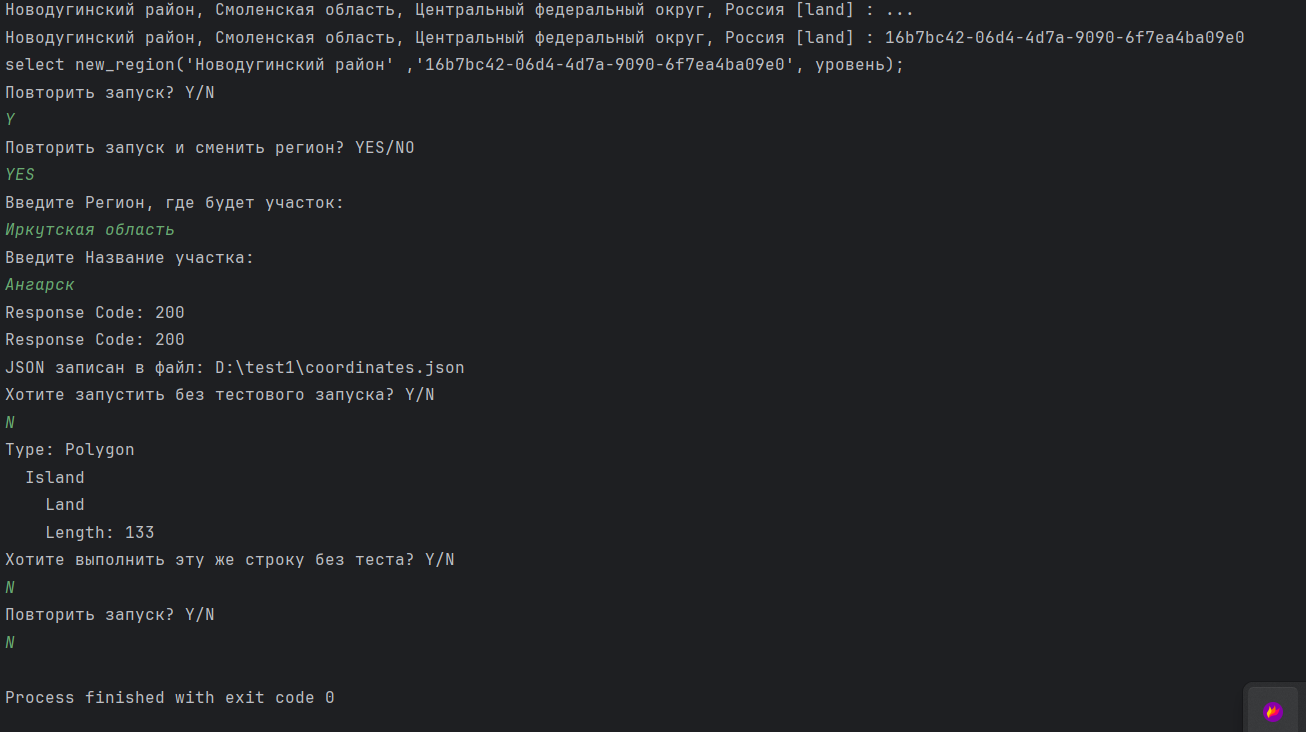 Новодугинский район, Смоленская область, Центральный федеральный округ, Россия [land] : ...
Новодугинский район, Смоленская область, Центральный федеральный округ, Россия [land] : 16b7bc42-06d4-4d7a-9090-6f7ea4ba09e0
select new_region('Новодугинский район' ,'16b7bc42-06d4-4d7a-9090-6f7ea4ba09e0', уровень);
Повторить запуск? Y/N
Y
Повторить запуск и сменить регион? YES/NO
YES
Введите Регион, где будет участок:
Иркутская область
Введите Название участка:
Ангарск
Response Code: 200
Response Code: 200
JSON записан в файл: D:\test1\coordinates.json
Хотите запустить без тестового запуска? Y/N
N
Type: Polygon
  Island
    Land
    Length: 133
Хотите выполнить эту же строку без теста? Y/N
N
Повторить запуск? Y/N
N
Process finished with exit code 0